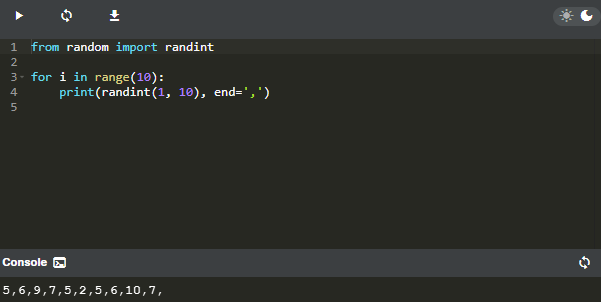 1 from random import randint
2
3 for i in range(10):
4     print(randint(1, 10), end=',')
5
Console
5,6,9,7,5,2,5,6,10,7,